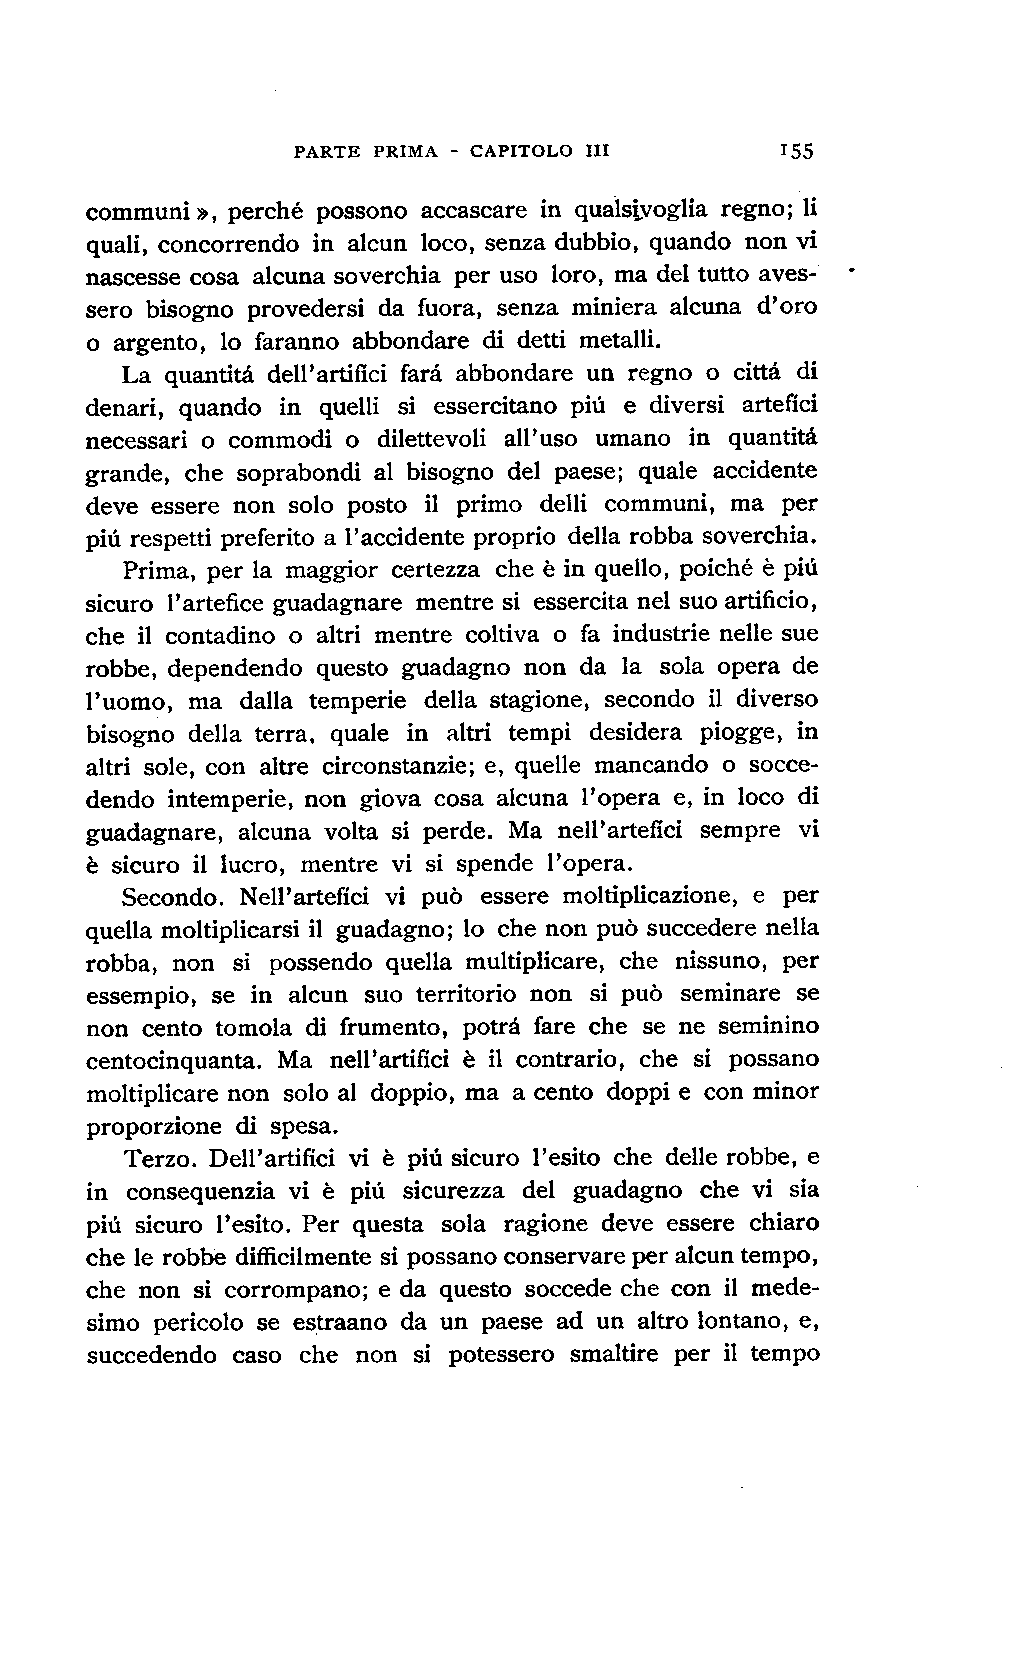 PARTE PRIMA - CAPITOLO III 155
communi », perché possono accascare in qualsivoglia regno; li
quali, concorrendo in alcun loco, senza dubbio, quando non vi
nascesse cosa alcuna soverchia per uso loro, ma del tutto aves-
sero bisogno provedersi da fuora, senza miniera alcuna d'oro
o argento, lo faranno abbondare di detti metalli.
La quantitá dell'artifici fará abbondare un regno o cittá di
denari, quando in quelli si essercitano piú e diversi artefici
necessari o commodi o dilettevoli all'uso umano in quantitá
grande, che soprabondi al bisogno del paese; quale accidente
deve essere non solo posto il primo delli communi, ma per
piú respetti preferito a l'accidente proprio della robba soverchia.
Prima, per la maggior certezza che è in quello, poiché è piú
sicuro l'artefice guadagnare mentre si essercita nel suo artificio,
che il contadino o altri mentre coltiva o fa industrie nelle sue
robbe, dependendo questo guadagno non da la sola opera de
l'uomo, ma dalla temperie della stagione, secondo il diverso
bisogno della terra, quale in altri tempi desidera piogge, in
altri sole, con altre circonstanzie; e, quelle mancando o socce-
dendo intemperie, non giova cosa alcuna l'opera e, in loco di
guadagnare, alcuna volta si perde. Ma nell'artefici sempre vi
è sicuro il lucro, mentre vi si spende l'opera.
Secondo. Nell'artefici vi può essere moltiplicazione, e per
quella moltiplicarsi il guadagno; lo che non può succedere nella
robba, non si possendo quella multiplicare, che nissuno, per
essempio, se in alcun suo territorio non si può seminare se
non cento tomola di frumento, potrá fare che se ne seminino
centocinquanta. Ma nell'artifici è il contrario, che si possano
moltiplicare non solo al doppio, ma a cento doppi e con minor
proporzione di spesa.
Terzo. Dell'artifici vi è piú sicuro l'esito che delle robbe, e
in consequenzia vi è piú sicurezza del guadagno che vi sia
piú sicuro l'esito. Per questa sola ragione deve essere chiaro
che le robbe difficilmente si possano conservare per alcun tempo,
che non si corrompano; e da questo soccede che con il mede-
simo pericolo se estraano da un paese ad un altro lontano, e,
succedendo caso che non si potessero smaltire per il tempo